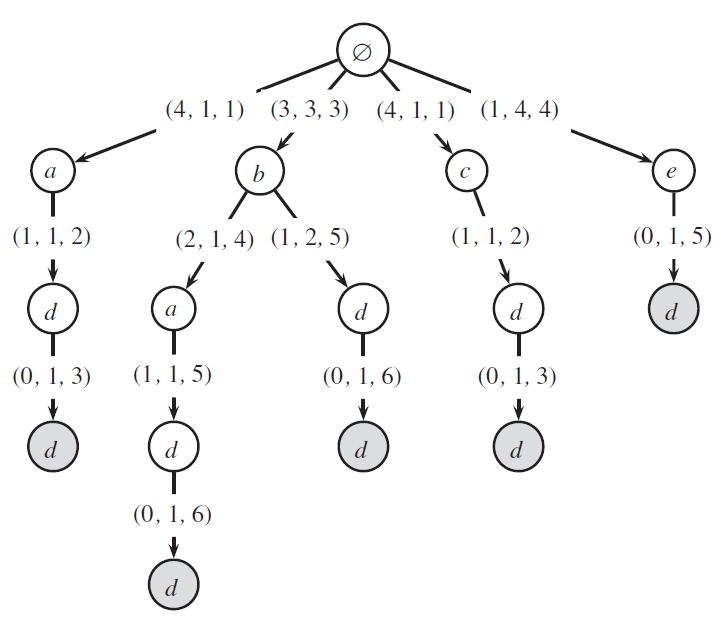 ∅
(4, 1, 1) (3, 3, 3) (4, 1, 1) (1, 4, 4)
a b c e
(1, 1, 2) (2, 1, 4) (1, 2, 5) (1, 1, 2) (0, 1, 5)
d a d d d
(0, 1, 3) (1, 1, 5) (0, 1, 6) (0, 1, 3)
d d d d
(0, 1, 6)
d